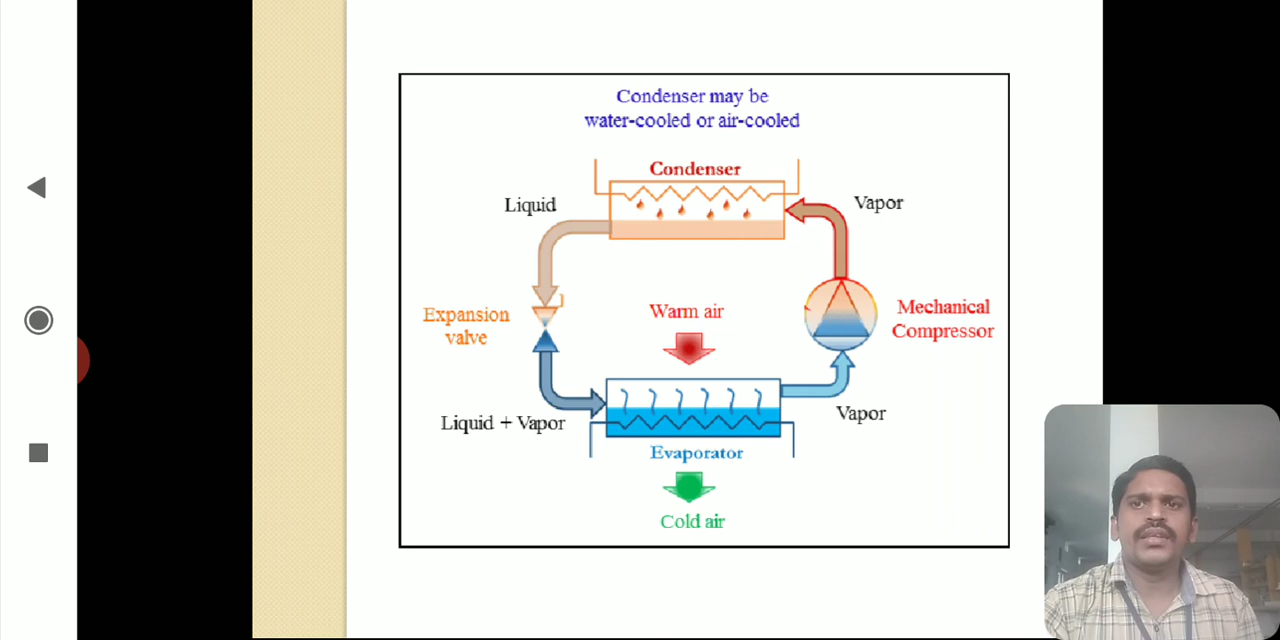 Condenser may be
water-cooled or air-cooled
Condenser
Liquid
Vapor
Expansion
valve
Warm air
Mechanical
Compressor
Liquid + Vapor
Vapor
Evaporator
Cold air